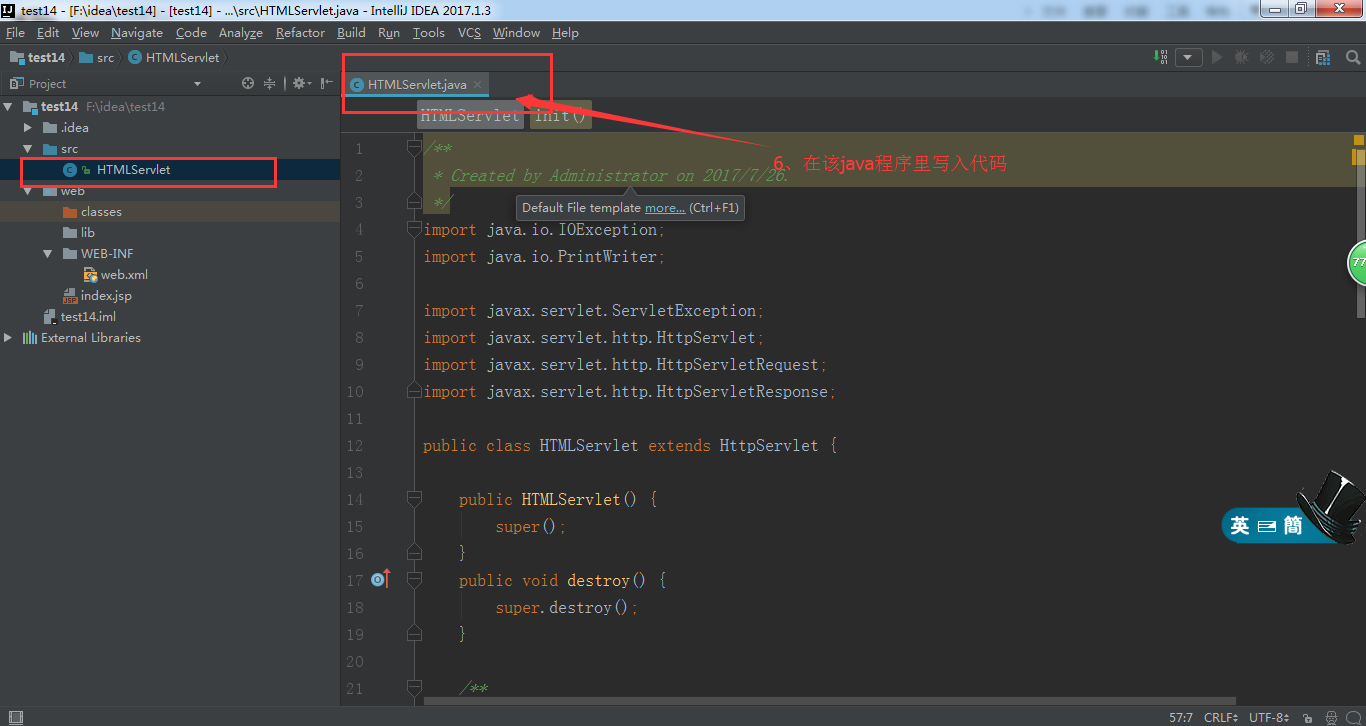 test14 - [F:\idea\test14] - [test14] - ...\src\HTMLServlet.java - IntelliJ IDEA 2017.1.3
File Edit View Navigate Code Analyze Refactor Build Run Tools VCS Window Help
test14 src HTMLServlet
Project
HTMLServlet.java
HTMLServlet init()
test14 F:\idea\test14
.idea
src
HTMLServlet
web
classes
lib
WEB-INF
web.xml
index.jsp
test14.iml
External Libraries
6、在该java程序里写入代码
1 /**
2 * Created by Administrator on 2017/7/26.
3 */
Default File template more... (Ctrl+F1)
4 import java.io.IOException;
5 import java.io.PrintWriter;
6
7 import javax.servlet.ServletException;
8 import javax.servlet.http.HttpServlet;
9 import javax.servlet.http.HttpServletRequest;
10 import javax.servlet.http.HttpServletResponse;
11
12 public class HTMLServlet extends HttpServlet {
13
14 public HTMLServlet() {
15 super();
16 }
17 public void destroy() {
18 super.destroy();
19 }
20
21 /**
77
英 簡
57:7 CRLF UTF-8